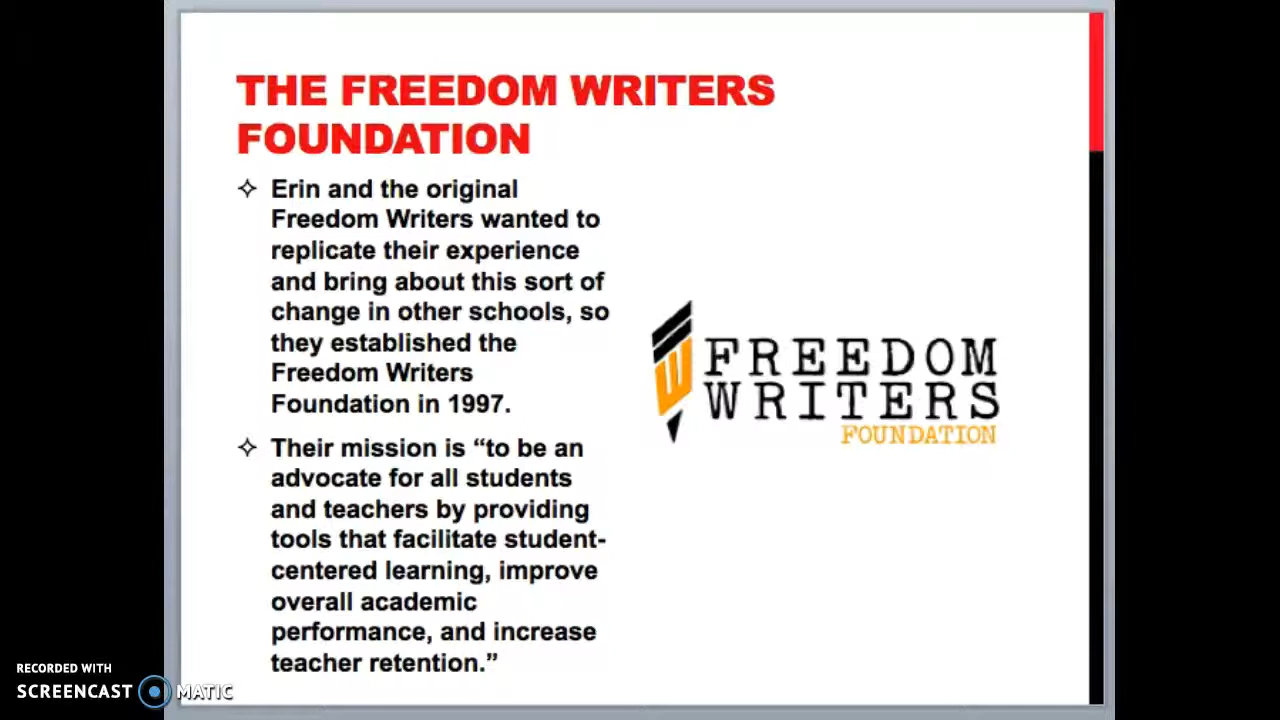 THE FREEDOM WRITERS
FOUNDATION
✧ Erin and the original
Freedom Writers wanted to
replicate their experience
and bring about this sort of
change in other schools, so
they established the
Freedom Writers
Foundation in 1997.
✧ Their mission is “to be an
advocate for all students
and teachers by providing
tools that facilitate student-
centered learning, improve
overall academic
performance, and increase
teacher retention.”
FREEDOM
WRITERS
FOUNDATION
RECORDED WITH
SCREENCAST MATIC